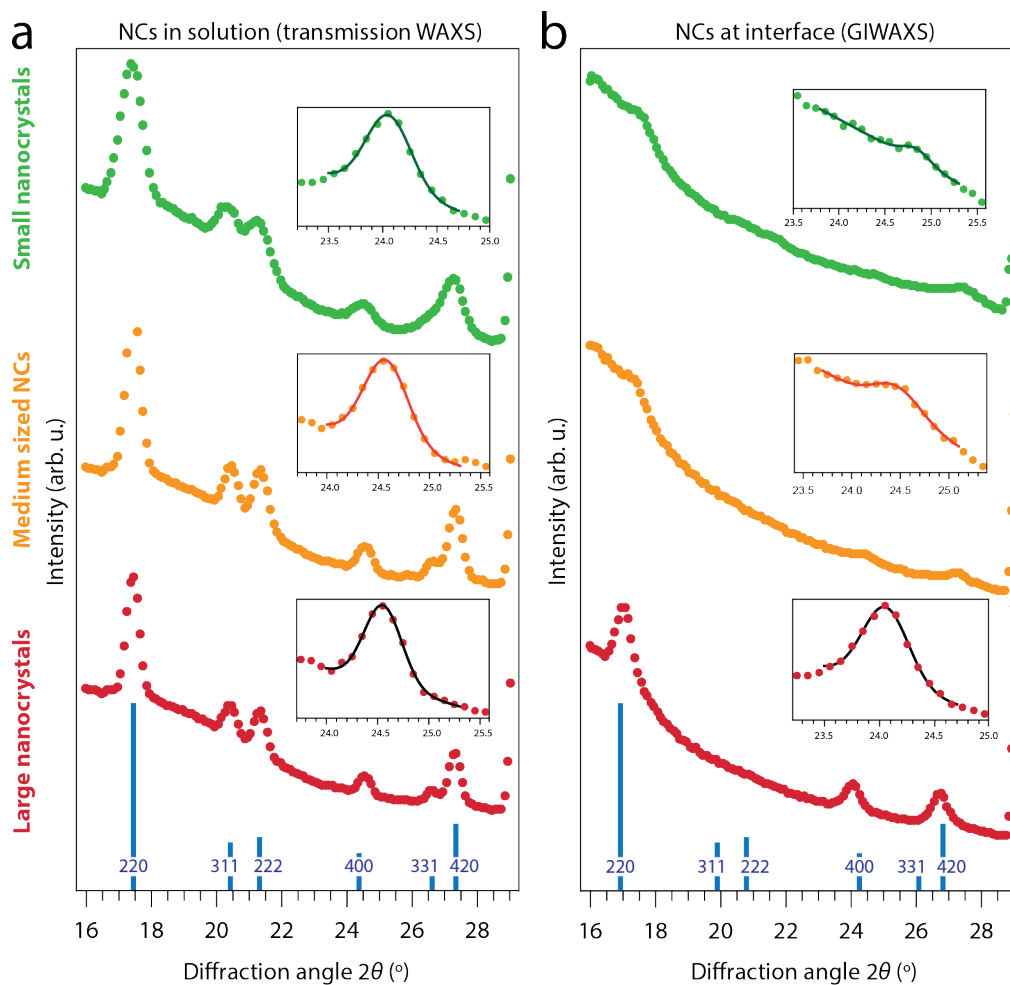 a
NCs in solution (transmission WAXS)
b
NCs at interface (GIWAXS)
Small nanocrystals
Medium sized NCs
Large nanocrystals
Intensity (arb. u.)
23.5 24.0 24.5 25.0
24.0 24.5 25.0 25.5
24.0 24.5 25.0 25.5
220 311 222 400 331 420
16 18 20 22 24 26 28
Diffraction angle 2θ (º)
Intensity (arb. u.)
23.5 24.0 24.5 25.0 25.5
23.5 24.0 24.5 25.0
23.5 24.0 24.5 25.0
220 311 222 400 331 420
16 18 20 22 24 26 28
Diffraction angle 2θ (º)